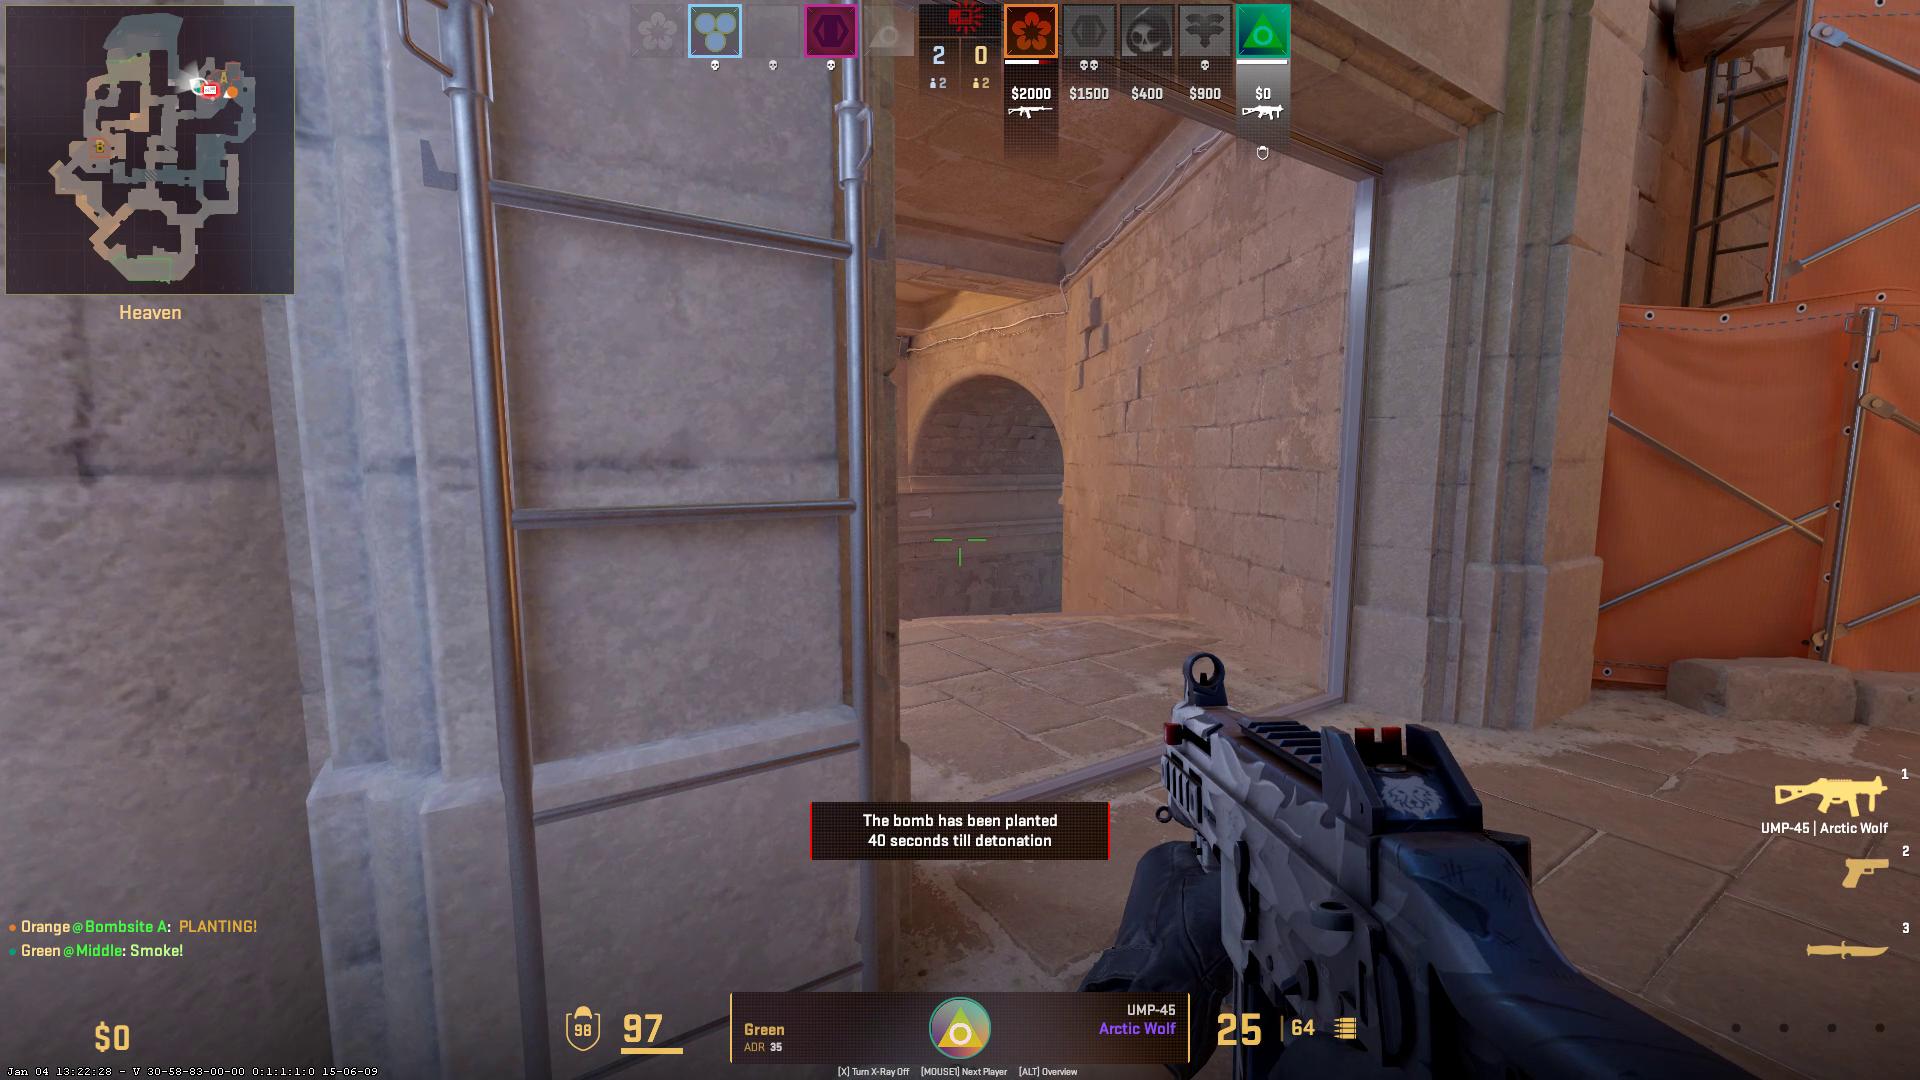 A
B
Heaven
2
0
2
2
$2000
$1500
$400
$900
$0
The bomb has been planted
40 seconds till detonation
1
UMP-45 | Arctic Wolf
2
3
• Orange@Bombsite A: PLANTING!
• Green@Middle: Smoke!
$0
98
97
Green
ADR 35
UMP-45
Arctic Wolf
25 | 64
[X] Turn X-Ray Off [MOUSE1] Next Player [ALT] Overview
Jan 04 13:22:28 - V 30-58-83-00-00 0:1:1:1:0 15-06-09